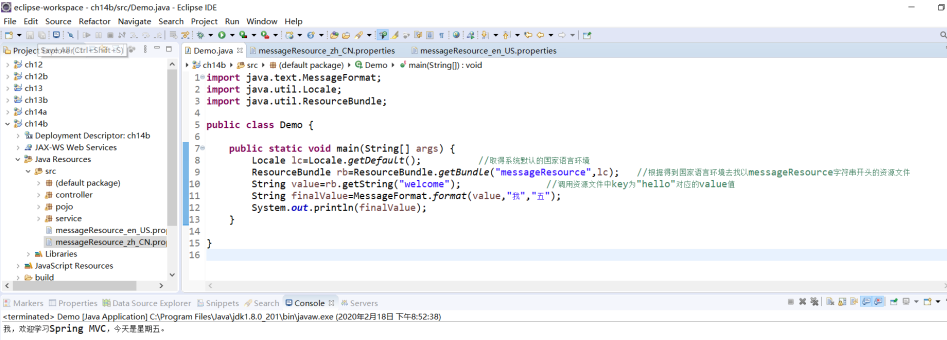 eclipse-workspace - ch14b/src/Demo.java - Eclipse IDE
File Edit Source Refactor Navigate Search Project Run Window Help
Project
Demo.java messageResource_zh_CN.properties messageResource_en_US.properties
ch14b src (default package) Demo main(String[]) : void
ch12
ch12b
ch13
ch13b
ch14a
ch14b
Deployment Descriptor: ch14b
JAX-WS Web Services
Java Resources
src
(default package)
controller
pojo
service
messageResource_en_US.prop
messageResource_zh_CN.prop
Libraries
JavaScript Resources
build
1 import java.text.MessageFormat;
2 import java.util.Locale;
3 import java.util.ResourceBundle;
4
5 public class Demo {
6
7 public static void main(String[] args) {
8 Locale lc=Locale.getDefault(); //取得系统默认的国家语言环境
9 ResourceBundle rb=ResourceBundle.getBundle("messageResource",lc); //根据得到国家语言环境去找以messageResource字符串开头的资源文件
10 String value=rb.getString("welcome"); //调用资源文件中key为"hello"对应的value值
11 String finalValue=MessageFormat.format(value,"我","五");
12 System.out.println(finalValue);
13 }
14
15 }
16
Markers Properties Data Source Explorer Snippets Search Console Servers
<terminated> Demo [Java Application] C:\Program Files\Java\jdk1.8.0_201\bin\javaw.exe (2020年2月18日 下午8:52:38)
我，欢迎学习Spring MVC，今天是星期五。